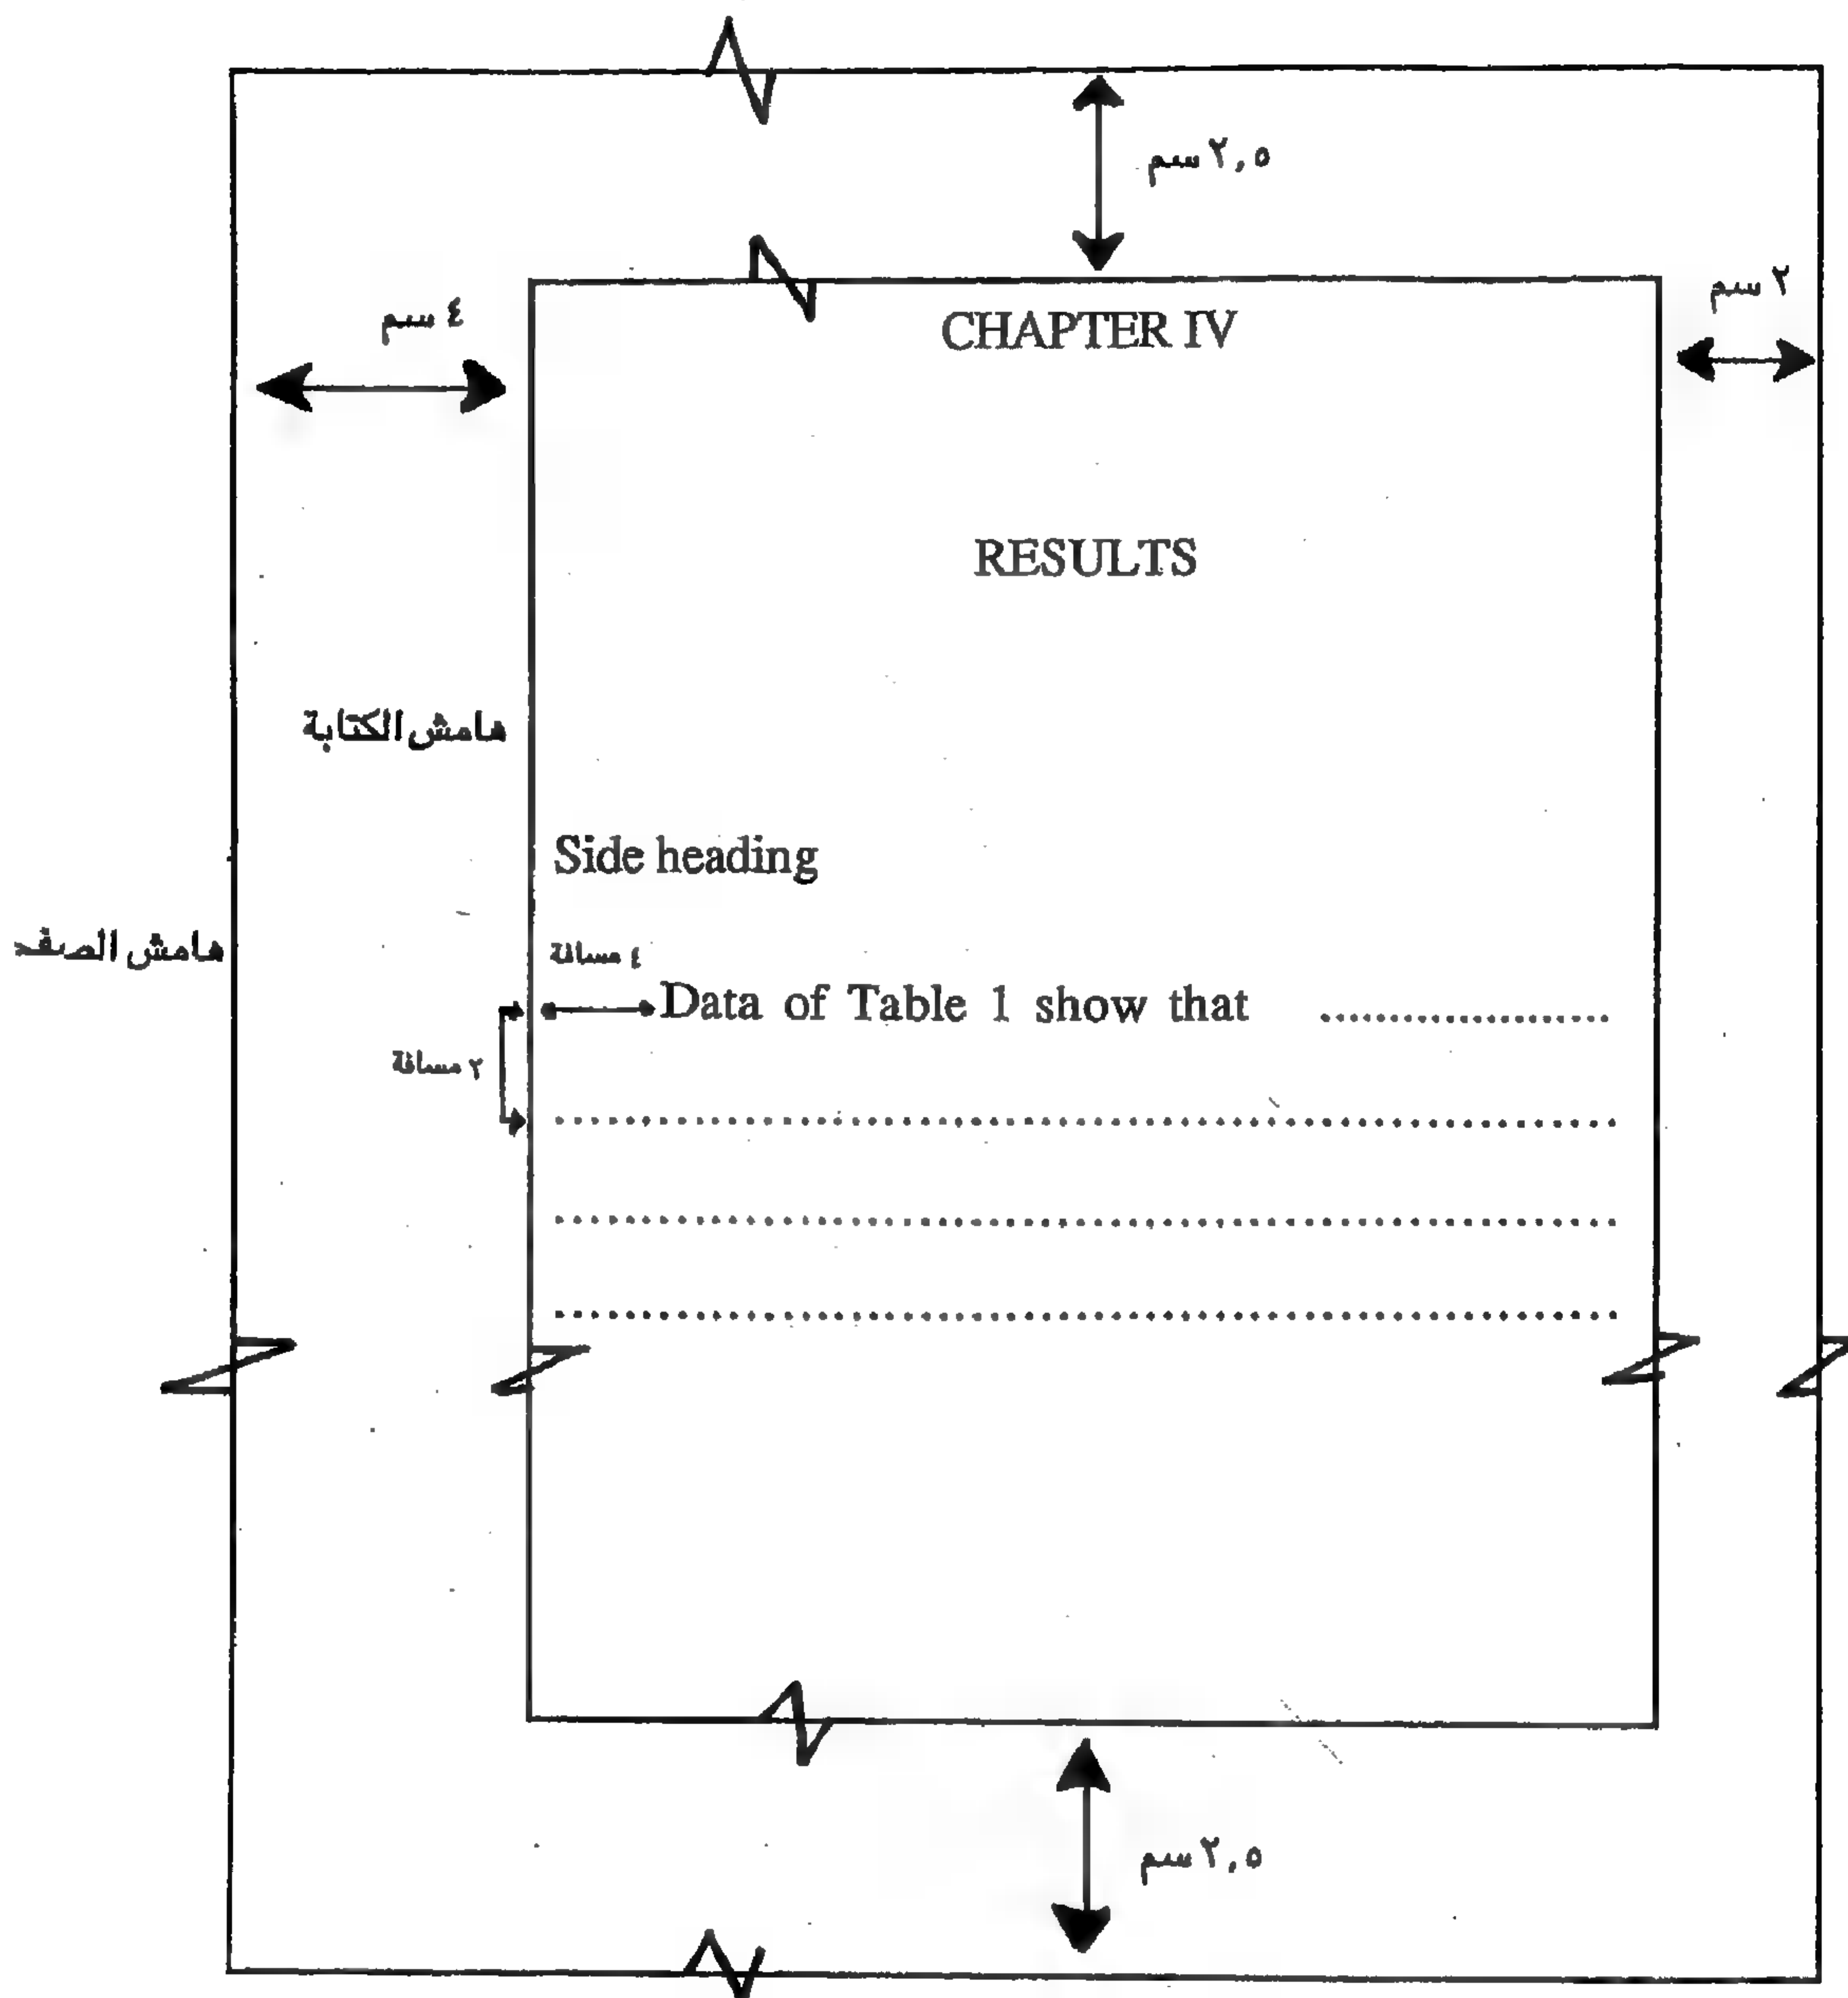 ٢,٥ سم
٢ سم
٤ سم
CHAPTER IV
RESULTS
هامش الكتابة
Side heading
هامش الصفحـ
٤ مسافة
Data of Table 1 show that ..................
٢ مسافة
............................................................
............................................................
............................................................
٢,٥ سم